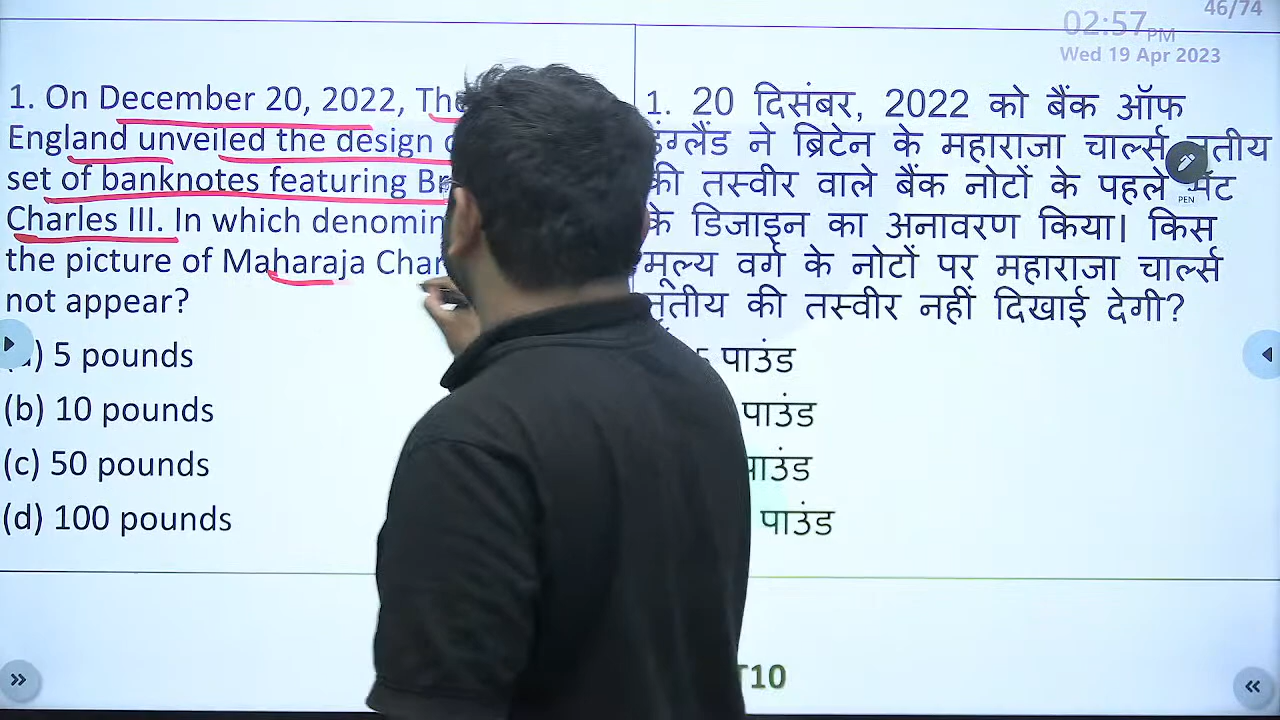 46/74
02:57 PM
Wed 19 Apr 2023
1. On December 20, 2022, The
England unveiled the design
set of banknotes featuring
Charles III. In which
the picture of Maharaja
not appear?
5 pounds
(b) 10 pounds
(c) 50 pounds
(d) 100 pounds
1. 20 दिसंबर, 2022 को बैंक ऑफ
इंग्लैंड ने ब्रिटेन के महाराजा चार्ल्स
की तस्वीर वाले बैंक नोटों के पहले
के डिजाइन का अनावरण किया। किस
मूल्य वर्ग के नोटों पर महाराजा चार्ल्स
तृतीय की तस्वीर नहीं दिखाई देगी?
पाउंड
पाउंड
पाउंड
पाउंड
PEN
T10